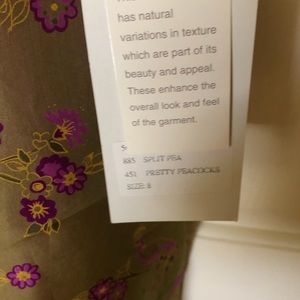 has natural
variations in texture
which are part of its
beauty and appeal.
These enhance the
overall look and feel
of the garment.
885 SPLIT PEA
451 PRETTY PEACOCKS
SIZE: 8